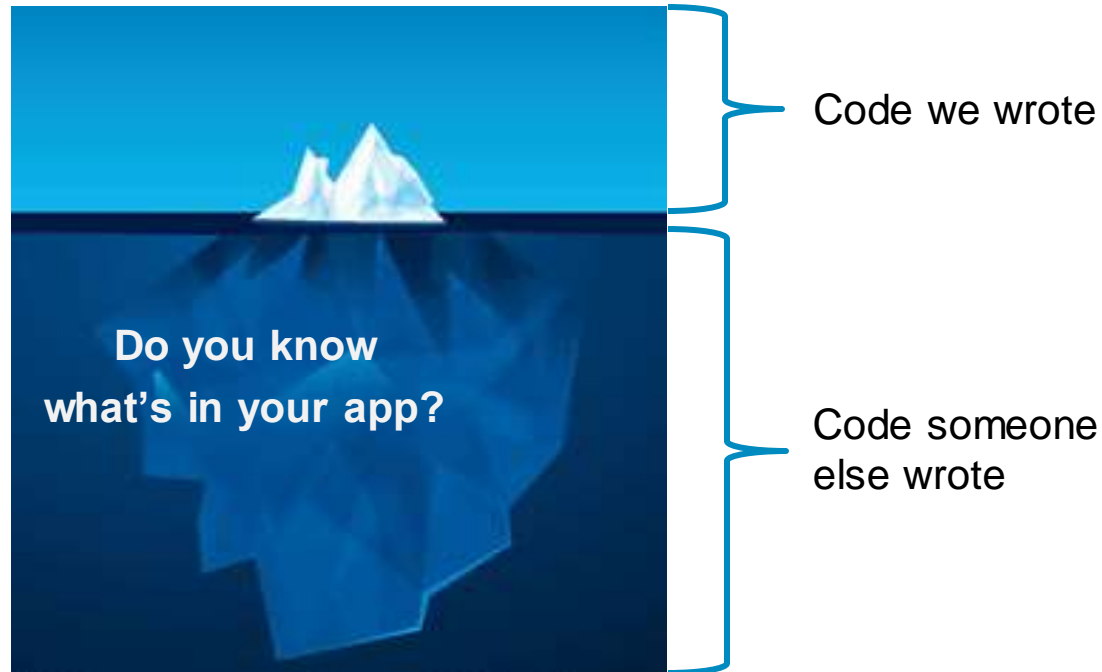 Code we wrote
Do you know
what's in your app?
Code someone
else wrote